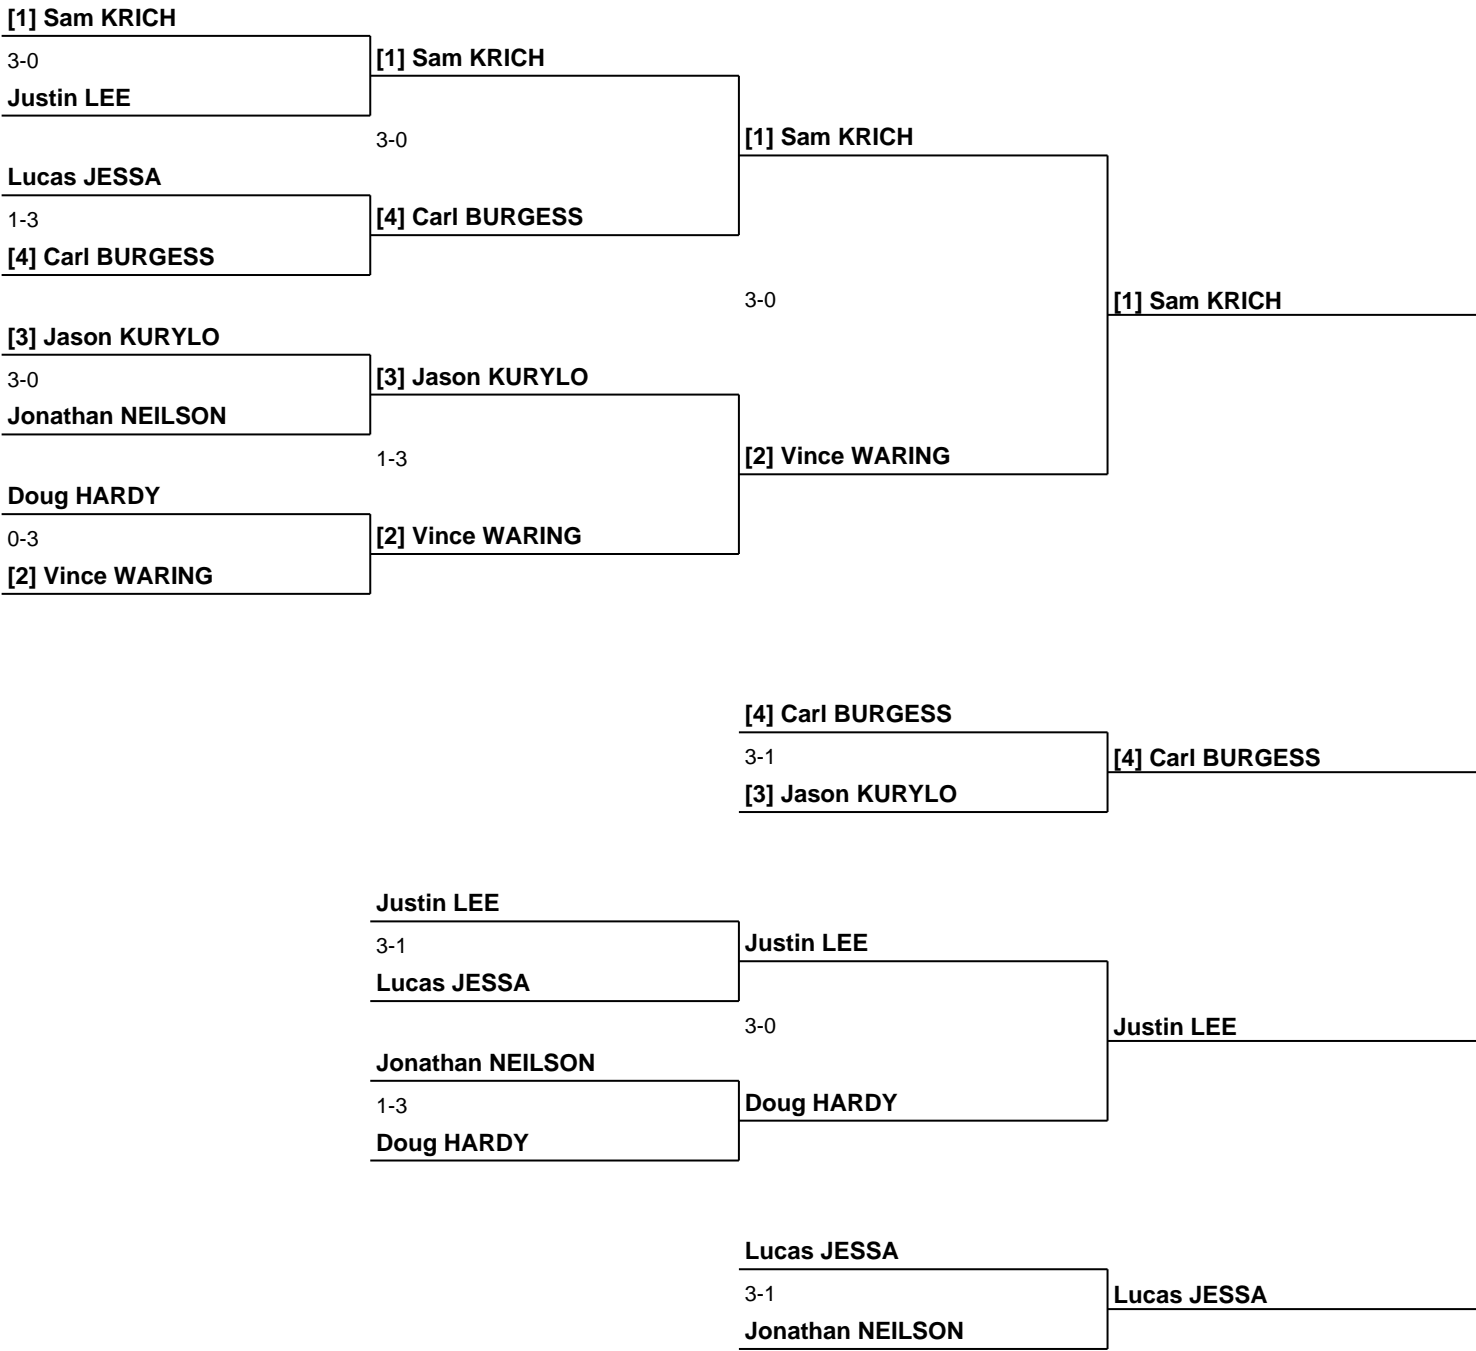 [1] Sam KRICH
3-0
[1] Sam KRICH
Justin LEE
3-0
[1] Sam KRICH
Lucas JESSA
1-3
[4] Carl BURGESS
[4] Carl BURGESS
3-0
[1] Sam KRICH
[3] Jason KURYLO
3-0
[3] Jason KURYLO
Jonathan NEILSON
1-3
[2] Vince WARING
Doug HARDY
0-3
[2] Vince WARING
[2] Vince WARING
[4] Carl BURGESS
3-1
[4] Carl BURGESS
[3] Jason KURYLO
Justin LEE
3-1
Justin LEE
Lucas JESSA
3-0
Justin LEE
Jonathan NEILSON
1-3
Doug HARDY
Doug HARDY
Lucas JESSA
3-1
Lucas JESSA
Jonathan NEILSON